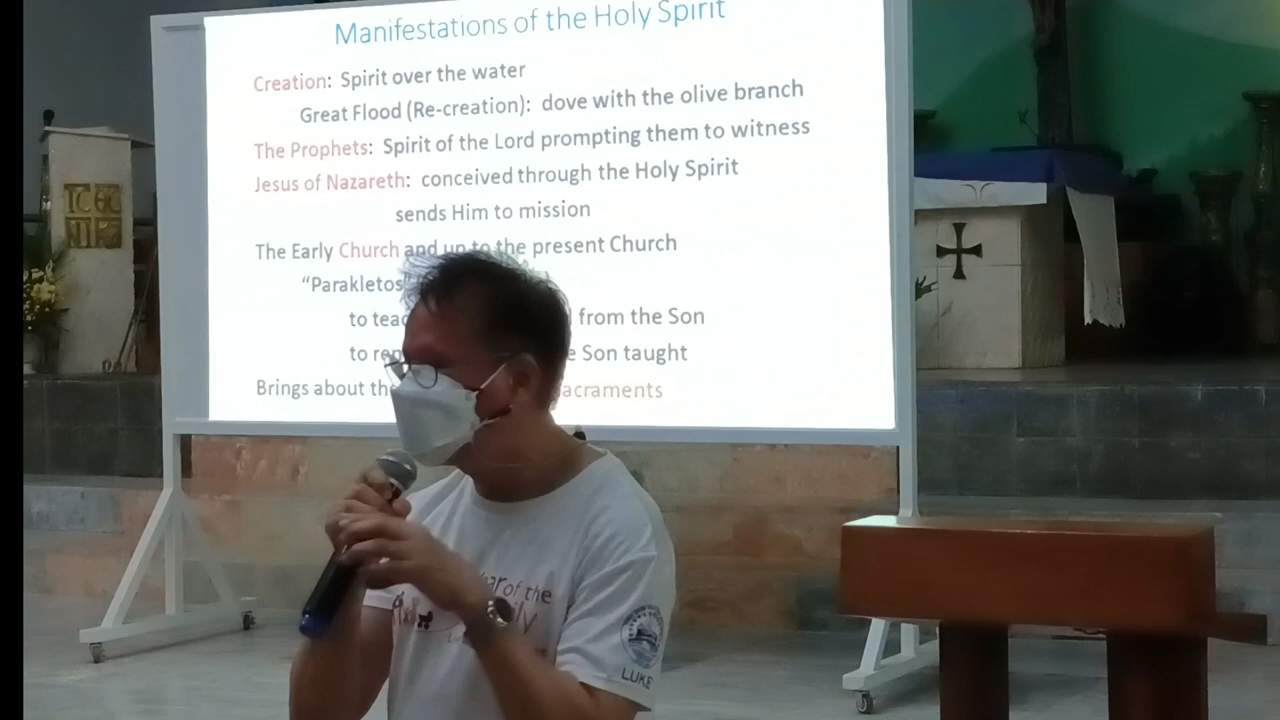 Manifestations of the Holy Spirit
Creation: Spirit over the water
Great Flood (Re-creation): dove with the olive branch
The Prophets: Spirit of the Lord prompting them to witness
Jesus of Nazareth: conceived through the Holy Spirit
sends Him to mission
The Early Church and up to the present Church
"Parakletos"
to from the Son
to Son taught
Brings about
of the
LUKE